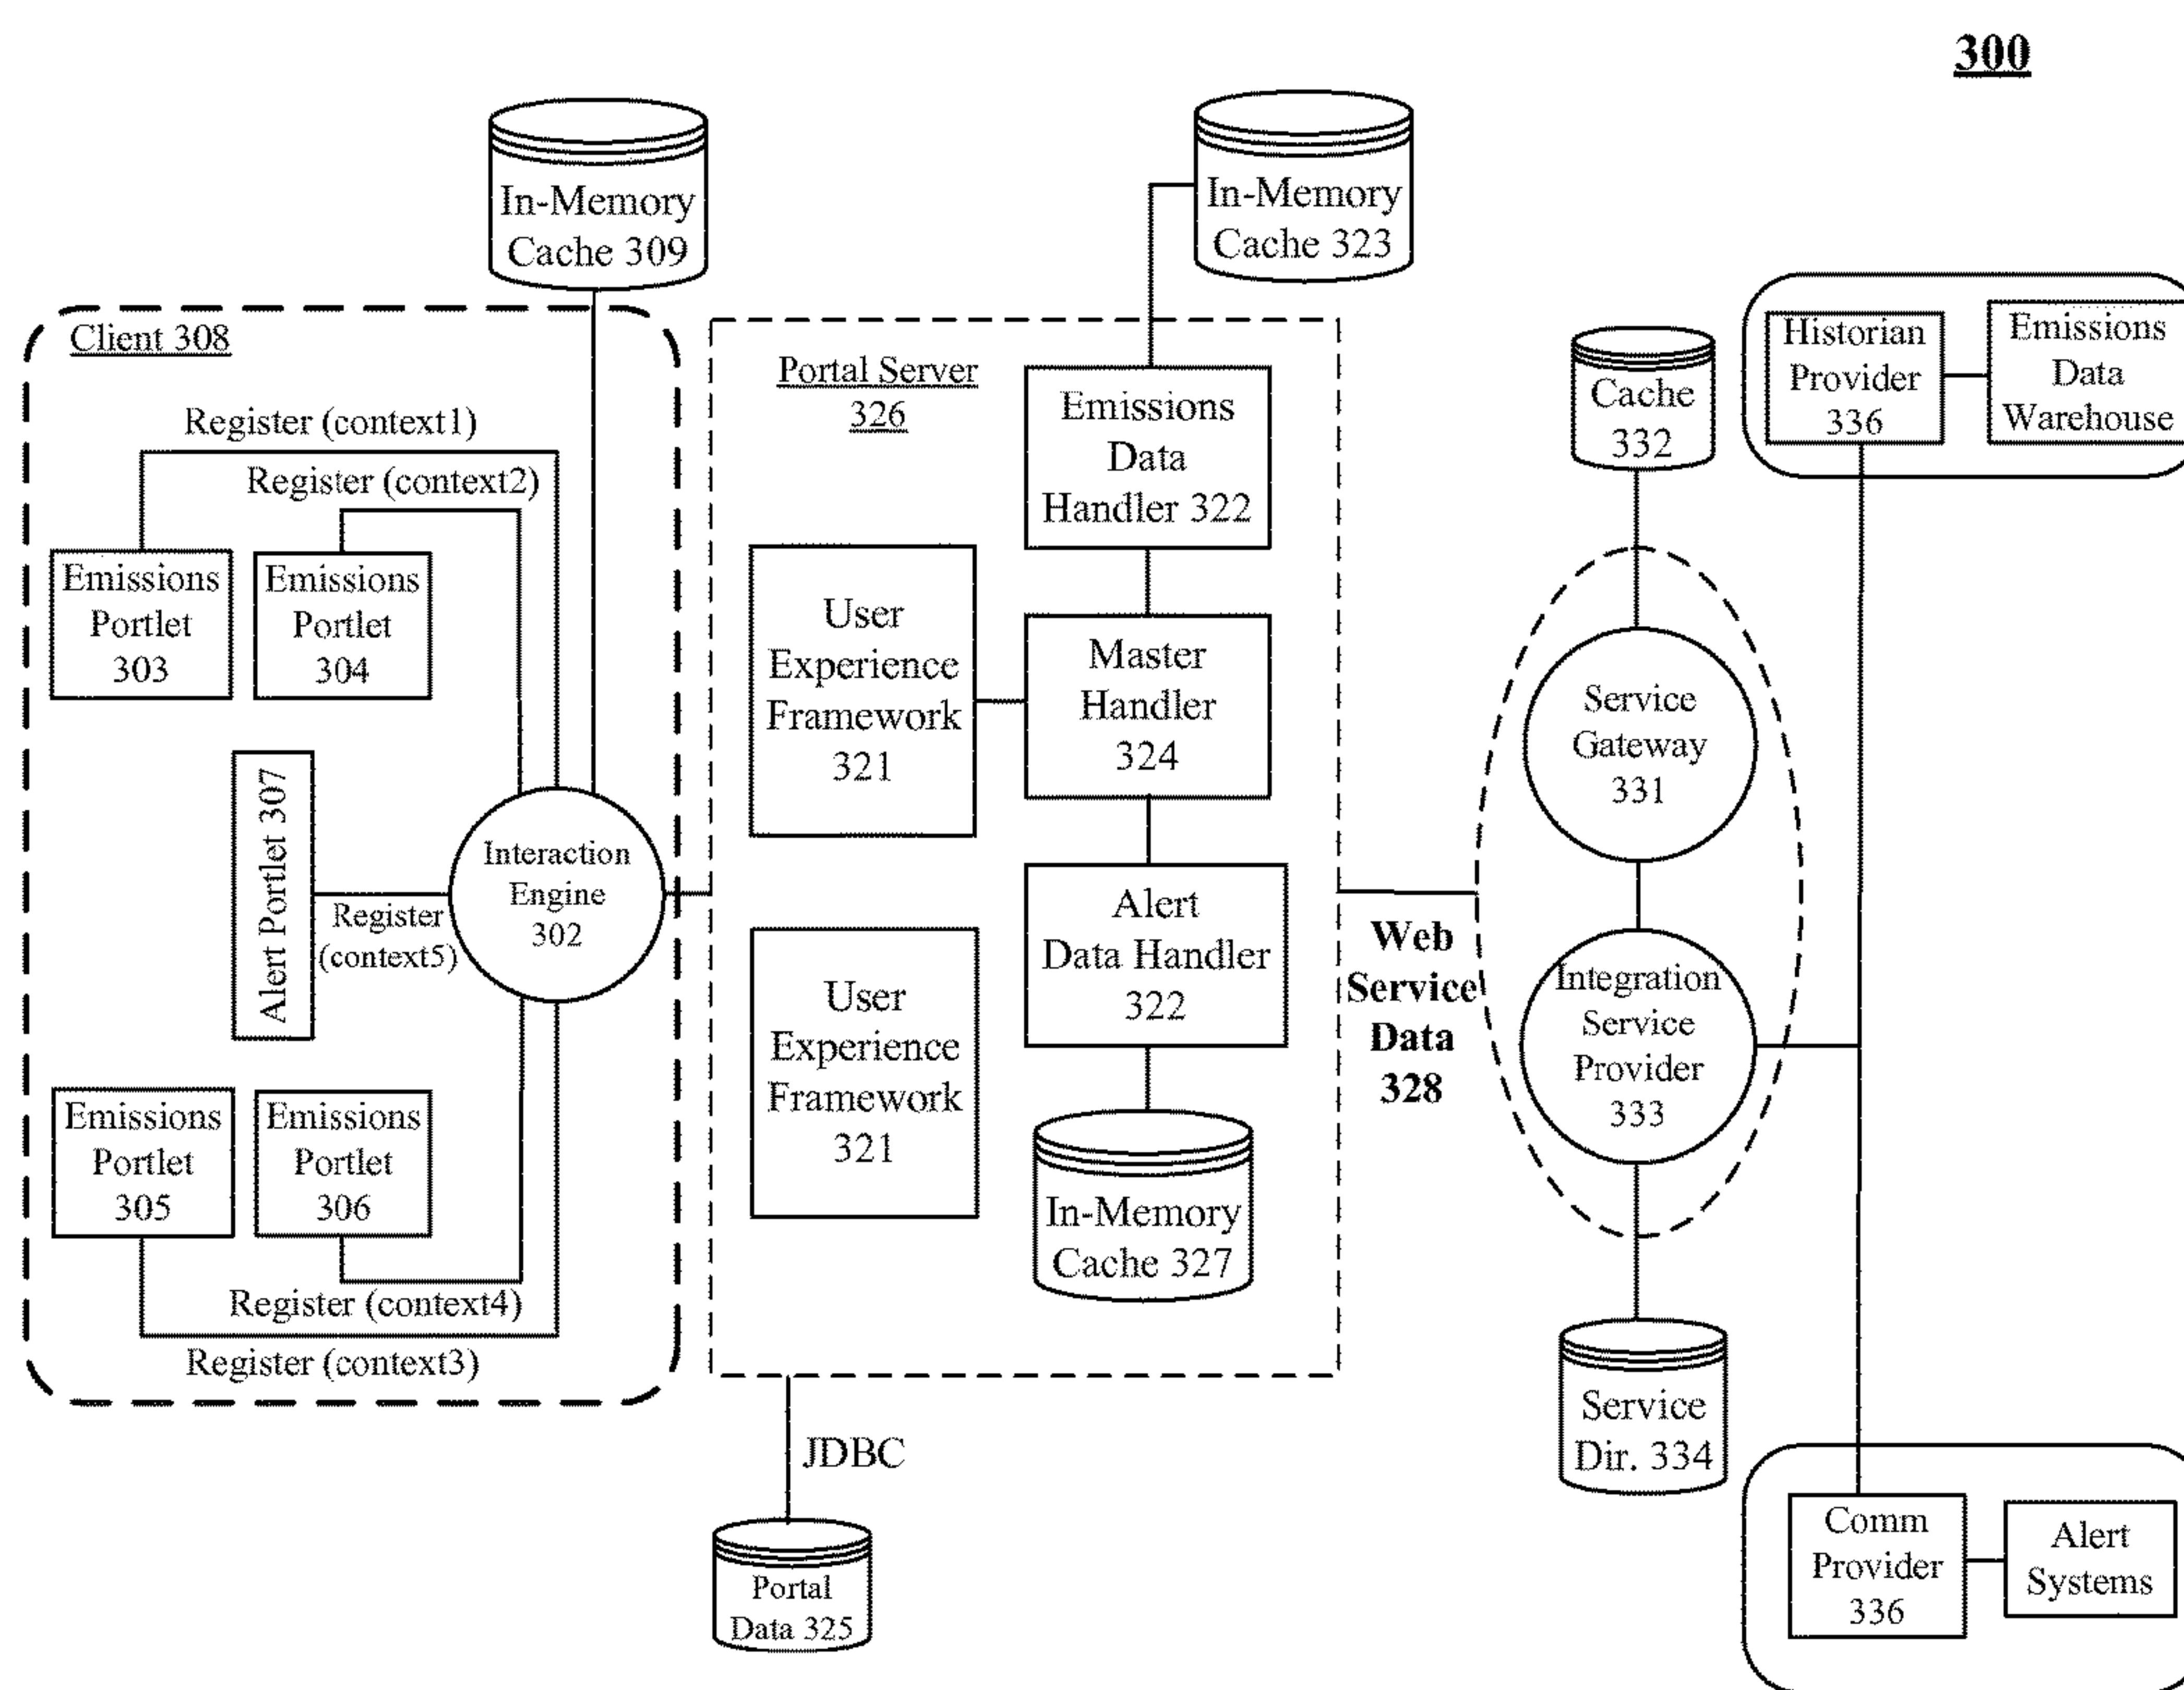 300
In-Memory
Cache 309
In-Memory
Cache 323
Client 308
Register (context1)
Register (context2)
Emissions
Portlet
303
Emissions
Portlet
304
Alert Portlet 307
Register
(context5)
Interaction
Engine
302
Emissions
Portlet
305
Emissions
Portlet
306
Register (context4)
Register (context3)
Portal Server
326
Emissions
Data
Handler 322
User
Experience
Framework
321
Master
Handler
324
User
Experience
Framework
321
Alert
Data Handler
322
In-Memory
Cache 327
JDBC
Portal
Data 325
Web
Service
Data
328
Cache
332
Service
Gateway
331
Integration
Service
Provider
333
Service
Dir. 334
Historian
Provider
336
Emissions
Data
Warehouse
Comm
Provider
336
Alert
Systems